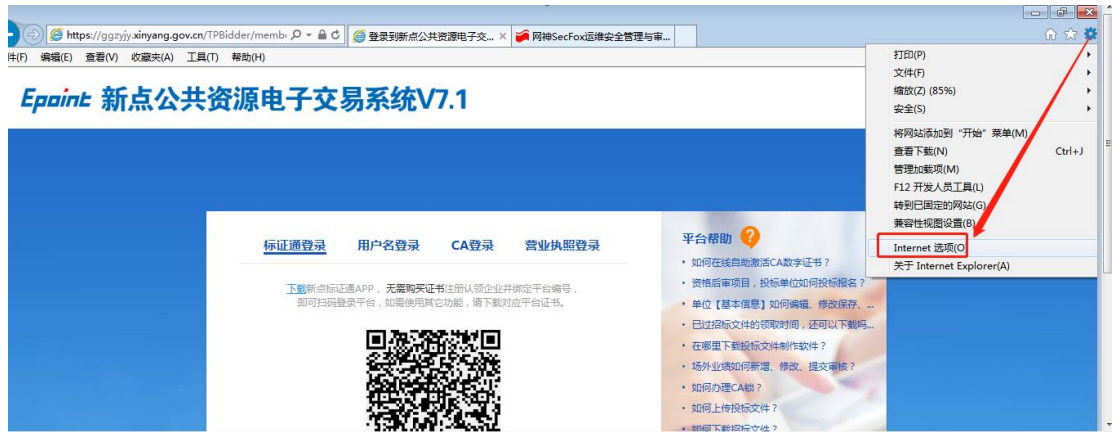 https://ggzyjy.xinyang.gov.cn/TPBidder/memb
登录到新点公共资源电子交...
网神SecFox运维安全管理与审...
件(F) 编辑(E) 查看(V) 收藏夹(A) 工具(T) 帮助(H)
Epoint 新点公共资源电子交易系统V7.1
标证通登录 用户名登录 CA登录 营业执照登录
下载新点标证通APP，无需购买证书注册认领企业并绑定平台编号，
即可扫码登录平台，如需使用其它功能，请下载对应平台证书。
平台帮助
• 如何在线自助激活CA数字证书？
• 资格后审项目，投标单位如何投标报名？
• 单位【基本信息】如何编辑、修改保存、...
• 已过招标文件的领取时间，还可以下载吗...
• 在哪里下载投标文件制作软件？
• 场外业绩如何新增、修改、提交审核？
• 如何办理CA锁？
• 如何上传投标文件？
• 如何下载招标文件？
打印(P)
文件(F)
缩放(Z) (85%)
安全(S)
将网站添加到“开始”菜单(M)
查看下载(N) Ctrl+J
管理加载项(M)
F12 开发人员工具(L)
转到已固定的网站(G)
兼容性视图设置(B)
Internet 选项(O
关于 Internet Explorer(A)